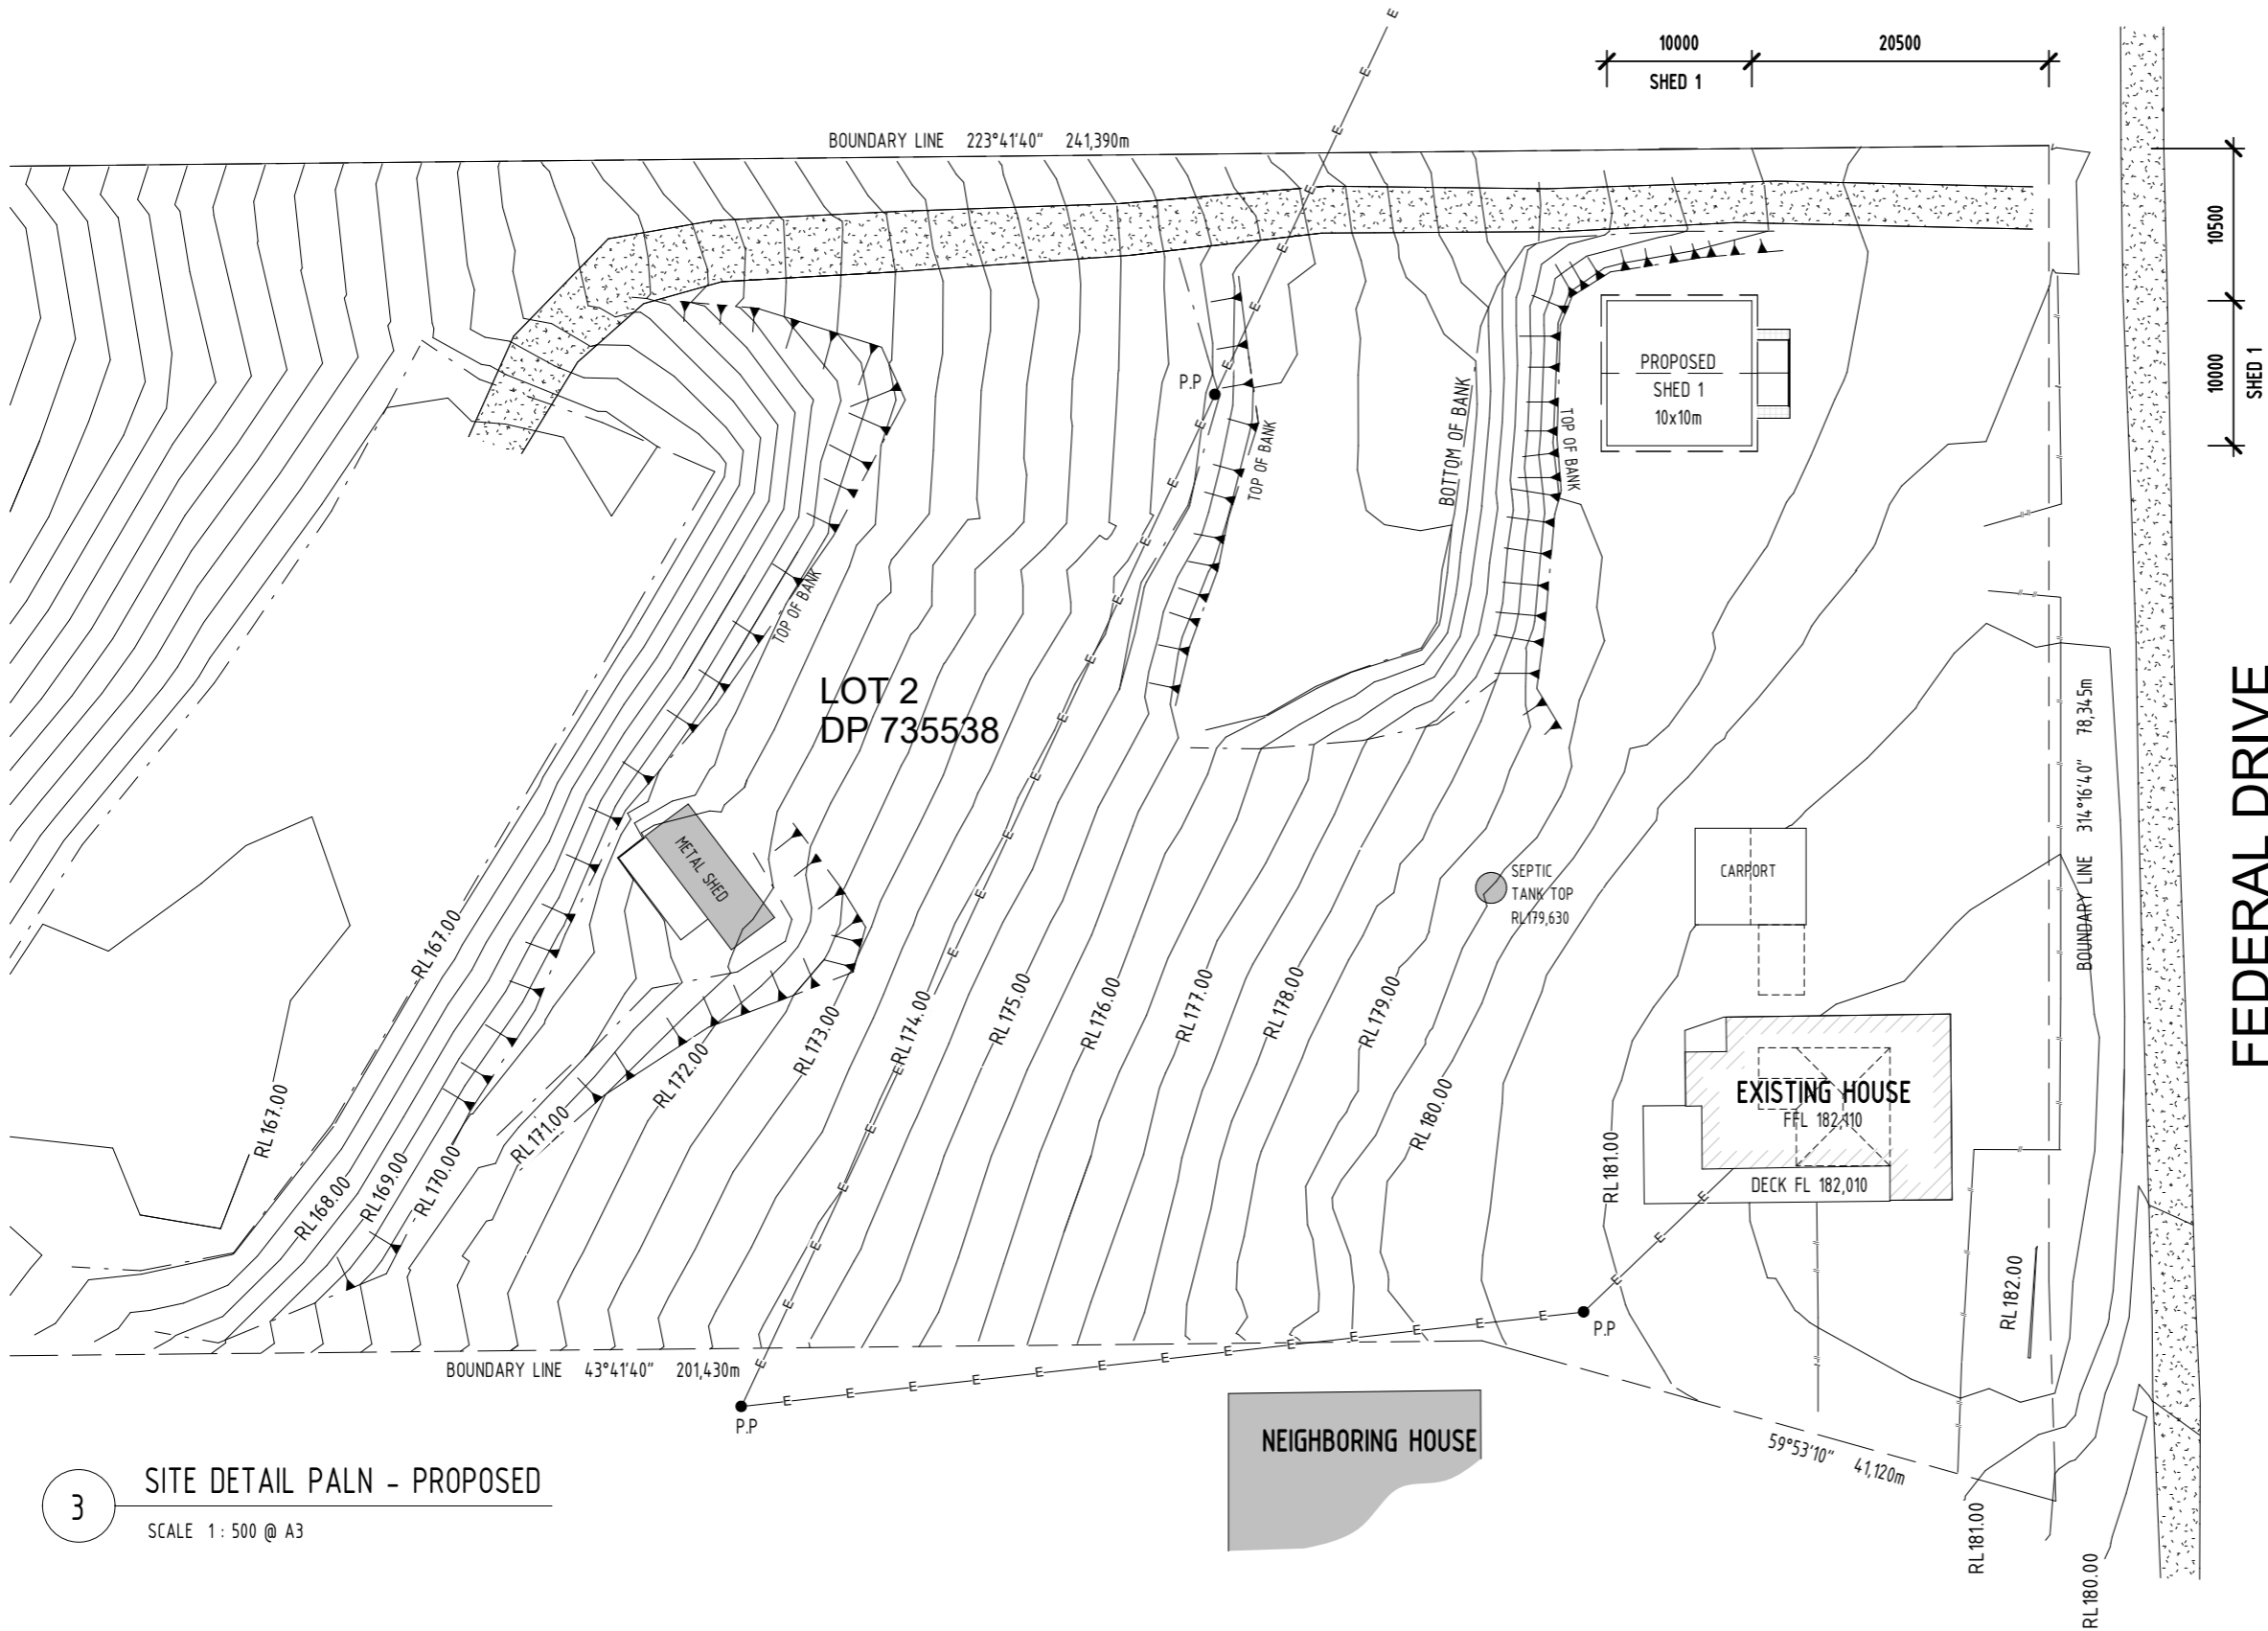 10000
20500
SHED 1
BOUNDARY LINE 223°41'40" 241,390m
10500
10000
SHED 1
PROPOSED
SHED 1
10x10m
P.P
TOP OF BANK
BOTTOM OF BANK
TOP OF BANK
TOP OF BANK
LOT 2
DP 735538
METAL SHED
SEPTIC
TANK TOP
RL179,630
CARPORT
BOUNDARY LINE 314°16'40" 78,345m
FEDERAL DRIVE
RL167.00
RL167.00
RL168.00
RL169.00
RL170.00
RL171.00
RL172.00
RL173.00
RL174.00
RL175.00
RL176.00
RL177.00
RL178.00
RL179.00
RL180.00
RL181.00
EXISTING HOUSE
FFL 182,110
DECK FL 182,010
RL182.00
P.P
BOUNDARY LINE 43°41'40" 201,430m
P.P
NEIGHBORING HOUSE
59°53'10" 41,120m
RL181.00
RL180.00
3
SITE DETAIL PALN - PROPOSED
SCALE 1 : 500 @ A3
E E E E E E E E E E E E E E E E E E E E E E E E E E E E E E E E E E E E E E